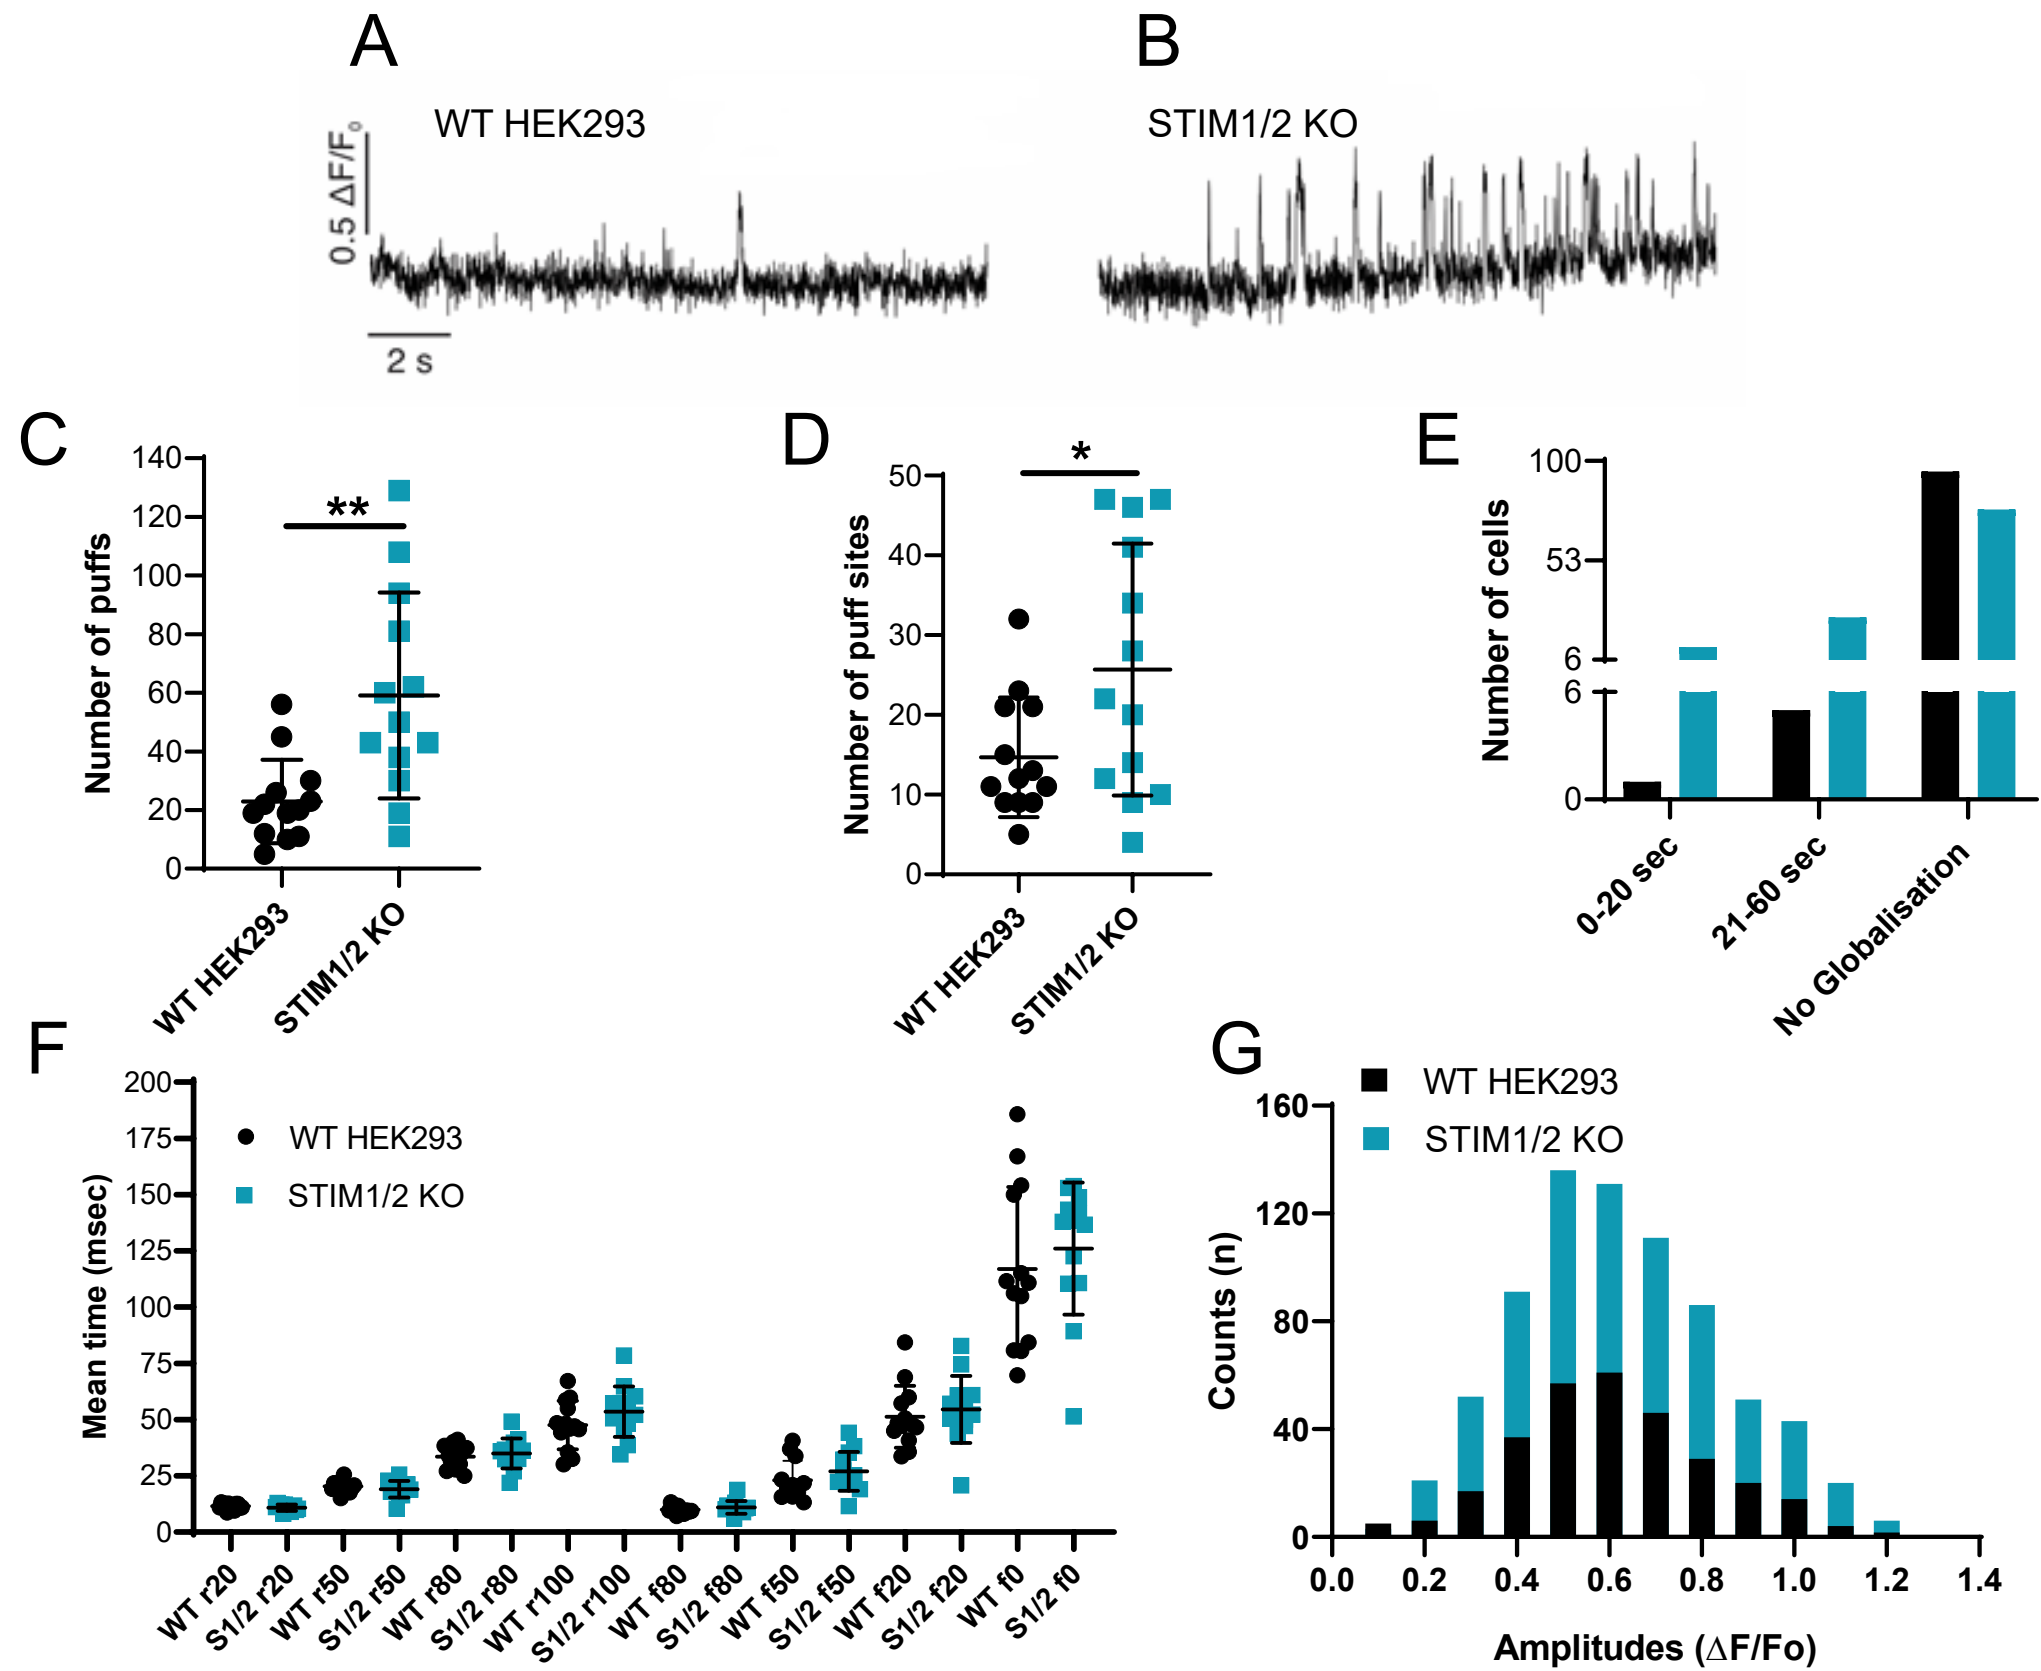 A
B
WT HEK293
STIM1/2 KO
0.5 ΔF/F₀
2 s
C
D
E
Number of puffs
140
120
100
80
60
40
20
0
**
WT HEK293
STIM1/2 KO
Number of puff sites
50
40
30
20
10
0
*
WT HEK293
STIM1/2 KO
Number of cells
100
53
6
6
0
0-20 sec
21-60 sec
No Globalisation
F
Mean time (msec)
200
175
150
125
100
75
50
25
0
WT HEK293
STIM1/2 KO
WT r20
S1/2 r20
WT r50
S1/2 r50
WT r80
S1/2 r80
WT r100
S1/2 r100
WT f80
S1/2 f80
WT f50
S1/2 f50
WT f20
S1/2 f20
WT f0
S1/2 f0
G
WT HEK293
STIM1/2 KO
Counts (n)
160
120
80
40
0
0.0 0.2 0.4 0.6 0.8 1.0 1.2 1.4
Amplitudes (ΔF/Fo)